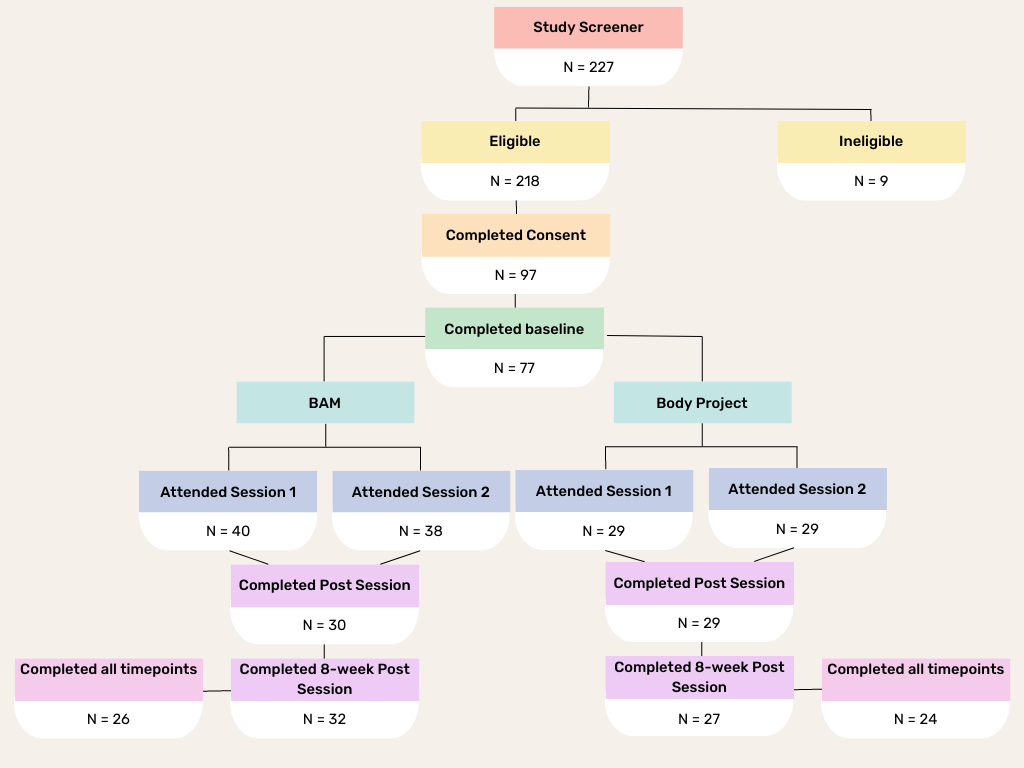 Study Screener
N = 227
Eligible
Ineligible
N = 218
N = 9
Completed Consent
N = 97
Completed baseline
N = 77
BAM
Body Project
Attended Session 1
Attended Session 2
Attended Session 1
Attended Session 2
N = 40
N = 38
N = 29
N = 29
Completed Post Session
Completed Post Session
N = 30
N = 29
Completed all timepoints
Completed 8-week Post
Session
Completed 8-week Post
Session
Completed all timepoints
N = 26
N = 32
N = 27
N = 24